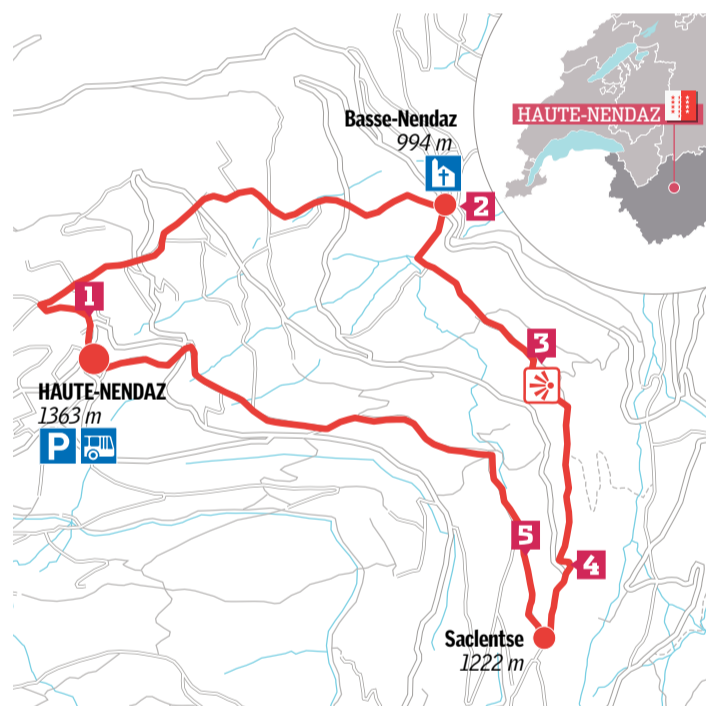 HAUTE-NENDAZ
Basse-Nendaz
994 m
2
1
3
HAUTE-NENDAZ
1363 m
P
5
4
Saclentse
1222 m